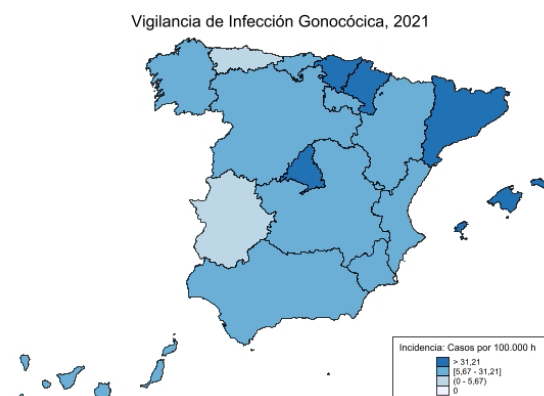 Vigilancia de Infección Gonocócica, 2021
Incidencia: Casos por 100.000 h
> 31,21
[5,67 - 31,21]
(0 - 5,67)
0